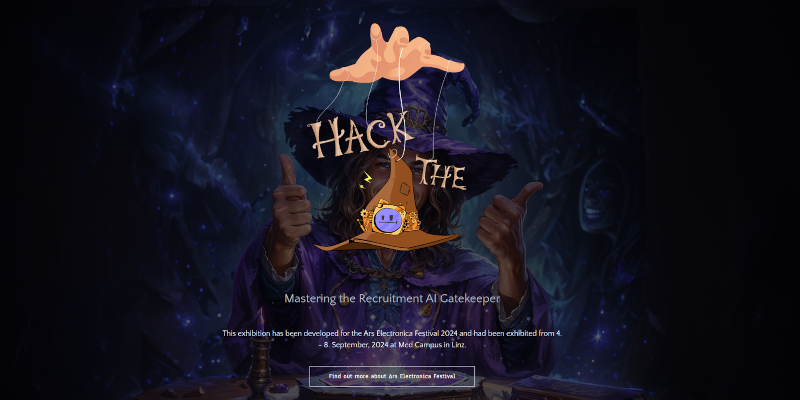 HACK
THE
Mastering the Recruitment AI Gatekeeper
This exhibition has been developed for the Ars Electronica Festival 2024 and had been exhibited from 4.
- 8. September, 2024 at Med Campus in Linz.
Find out more about Ars Electronica Festival